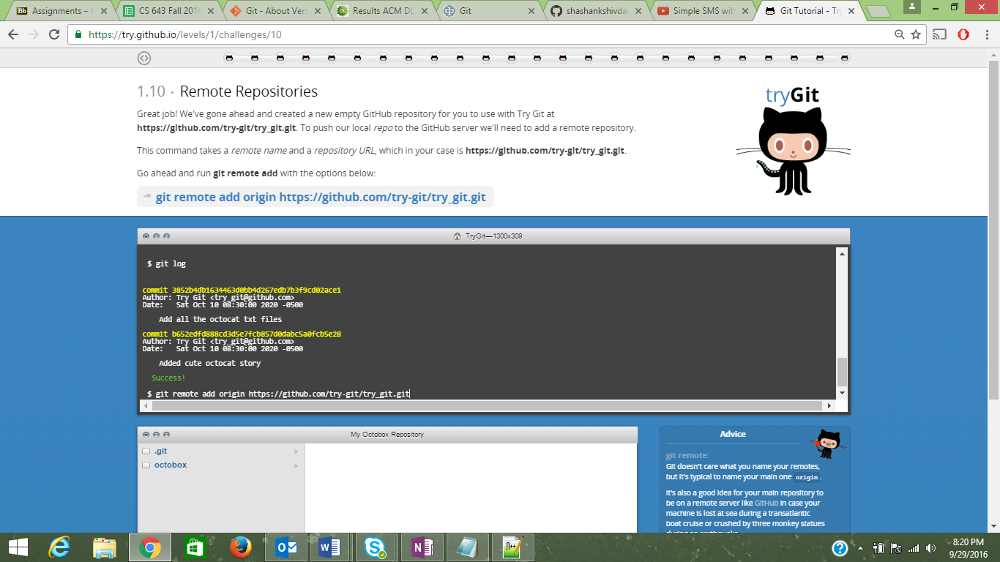 Assignments – C
CS 643 Fall 2016
Git - About Vers
Results ACM DL
Git
shashankshivdas
Simple SMS with
Git Tutorial - Try
https://try.github.io/levels/1/challenges/10
1.10 · Remote Repositories
Great job! We've gone ahead and created a new empty GitHub repository for you to use with Try Git at
https://github.com/try-git/try_git.git. To push our local repo to the GitHub server we'll need to add a remote repository.
This command takes a remote name and a repository URL, which in your case is https://github.com/try-git/try_git.git.
Go ahead and run git remote add with the options below:
git remote add origin https://github.com/try-git/try_git.git
tryGit
TryGit—1300x309
$ git log
commit 3852b4db1634463d0bb4d267edb7b3f9cd02ace1
Author: Try Git <try_git@github.com>
Date: Sat Oct 10 08:30:00 2020 -0500
Add all the octocat txt files
commit b652edfd888cd3d5e7fcb857d0dabc5a0fcb5e28
Author: Try Git <try_git@github.com>
Date: Sat Oct 10 08:30:00 2020 -0500
Added cute octocat story
Success!
$ git remote add origin https://github.com/try-git/try_git.git
My Octobox Repository
.git
octobox
Advice
git remote:
Git doesn't care what you name your remotes,
but it's typical to name your main one origin.
It's also a good idea for your main repository to
be on a remote server like GitHub in case your
machine is lost at sea during a transatlantic
boat cruise or crushed by three monkey statues
during an earthquake.
8:20 PM
9/29/2016